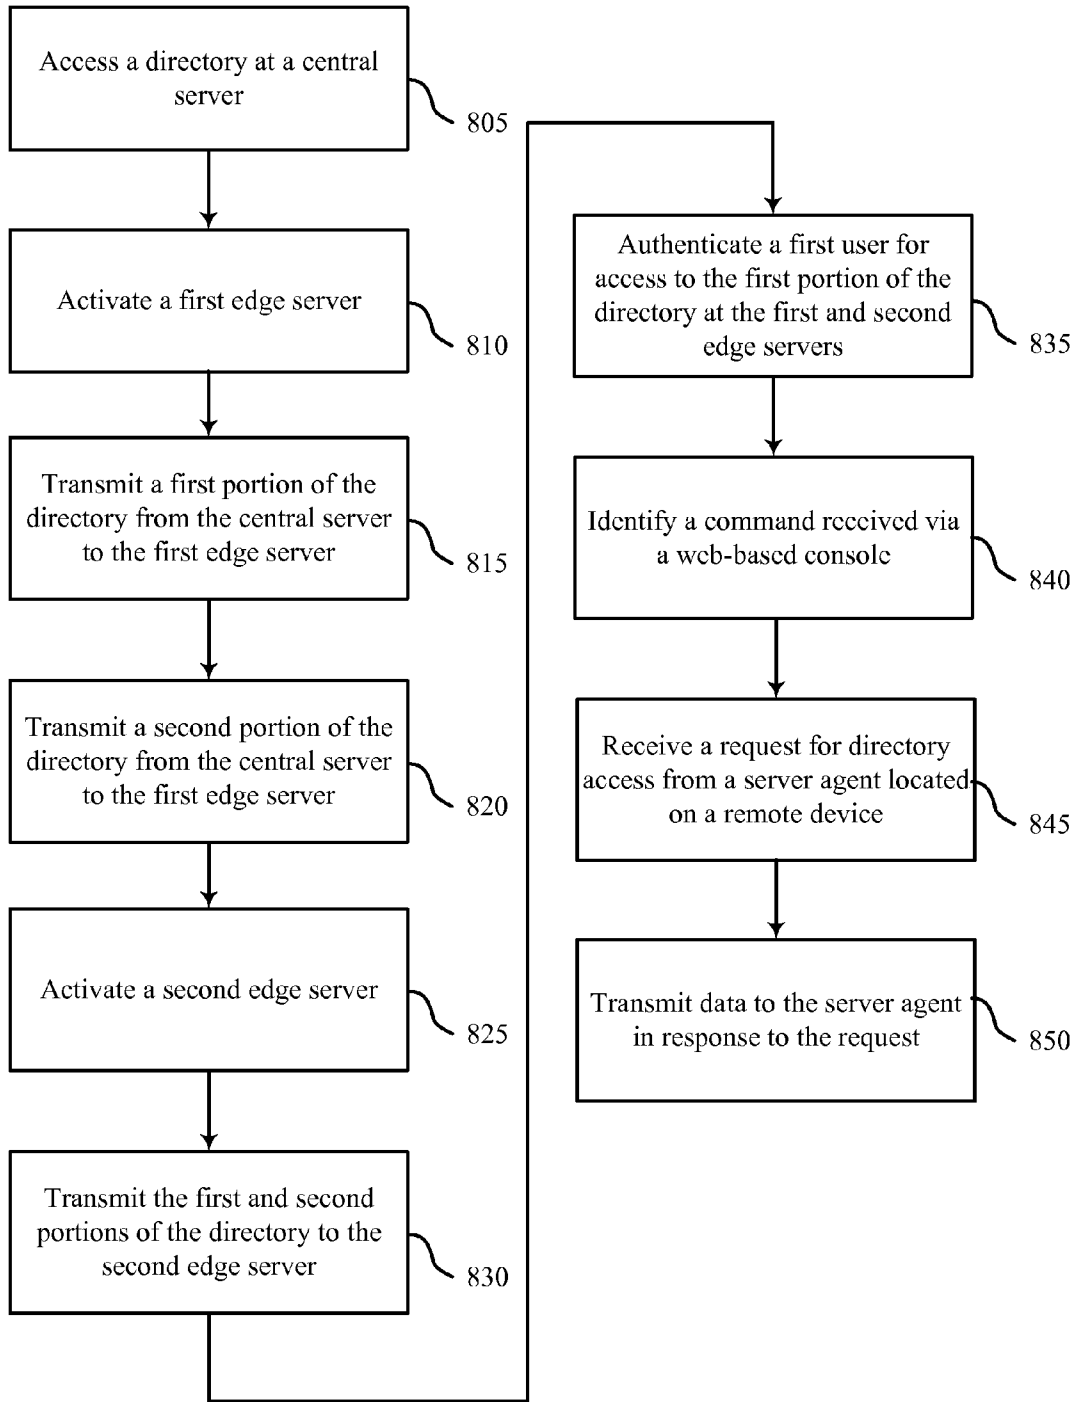 Access a directory at a central
server
805
Activate a first edge server
810
Transmit a first portion of the
directory from the central server
to the first edge server
815
Transmit a second portion of the
directory from the central server
to the first edge server
820
Activate a second edge server
825
Transmit the first and second
portions of the directory to the
second edge server
830
Authenticate a first user for
access to the first portion of the
directory at the first and second
edge servers
835
Identify a command received via
a web-based console
840
Receive a request for directory
access from a server agent located
on a remote device
845
Transmit data to the server agent
in response to the request
850